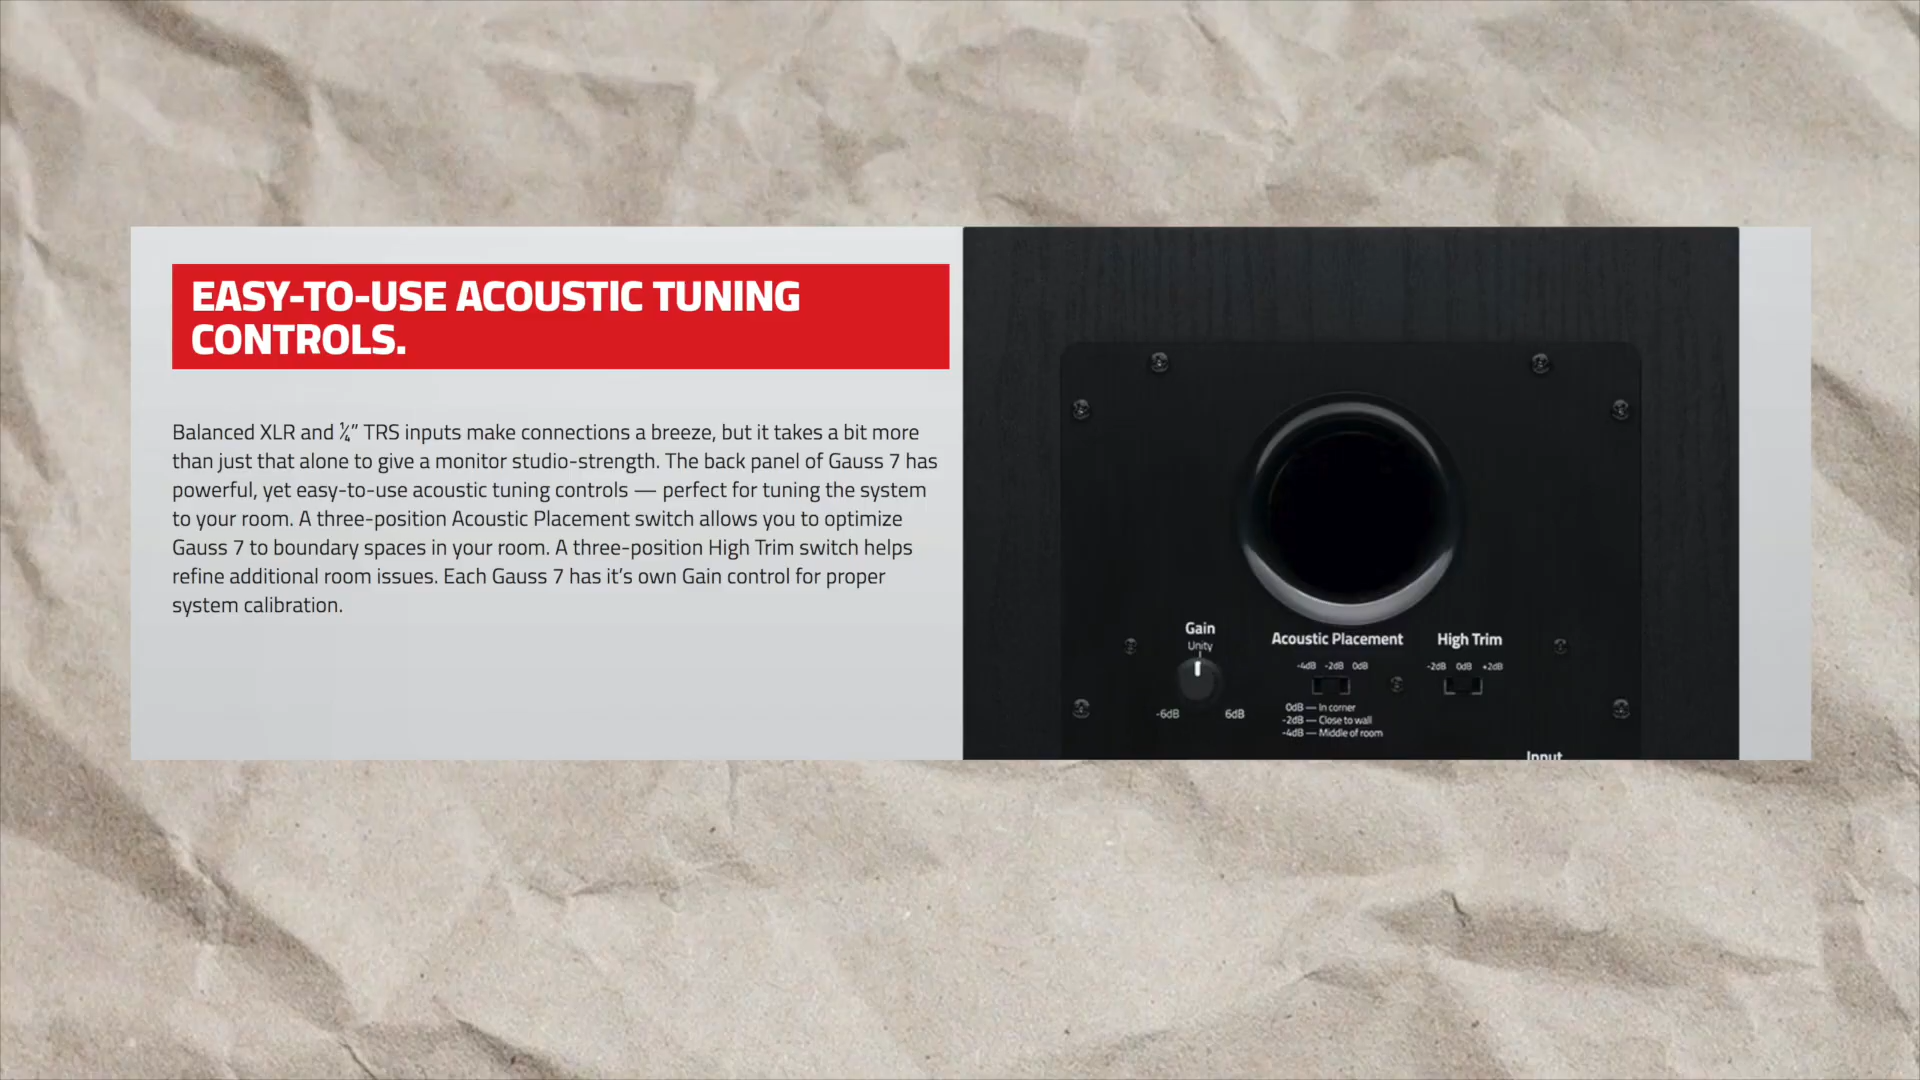 EASY-TO-USE ACOUSTIC TUNING
CONTROLS.
Balanced XLR and ¼” TRS inputs make connections a breeze, but it takes a bit more
than just that alone to give a monitor studio-strength. The back panel of Gauss 7 has
powerful, yet easy-to-use acoustic tuning controls — perfect for tuning the system
to your room. A three-position Acoustic Placement switch allows you to optimize
Gauss 7 to boundary spaces in your room. A three-position High Trim switch helps
refine additional room issues. Each Gauss 7 has it’s own Gain control for proper
system calibration.
Gain
Unity
-6dB 6dB
Acoustic Placement
-4dB -2dB 0dB
0dB — In corner
-2dB — Close to wall
-4dB — Middle of room
High Trim
-2dB 0dB +2dB
Input